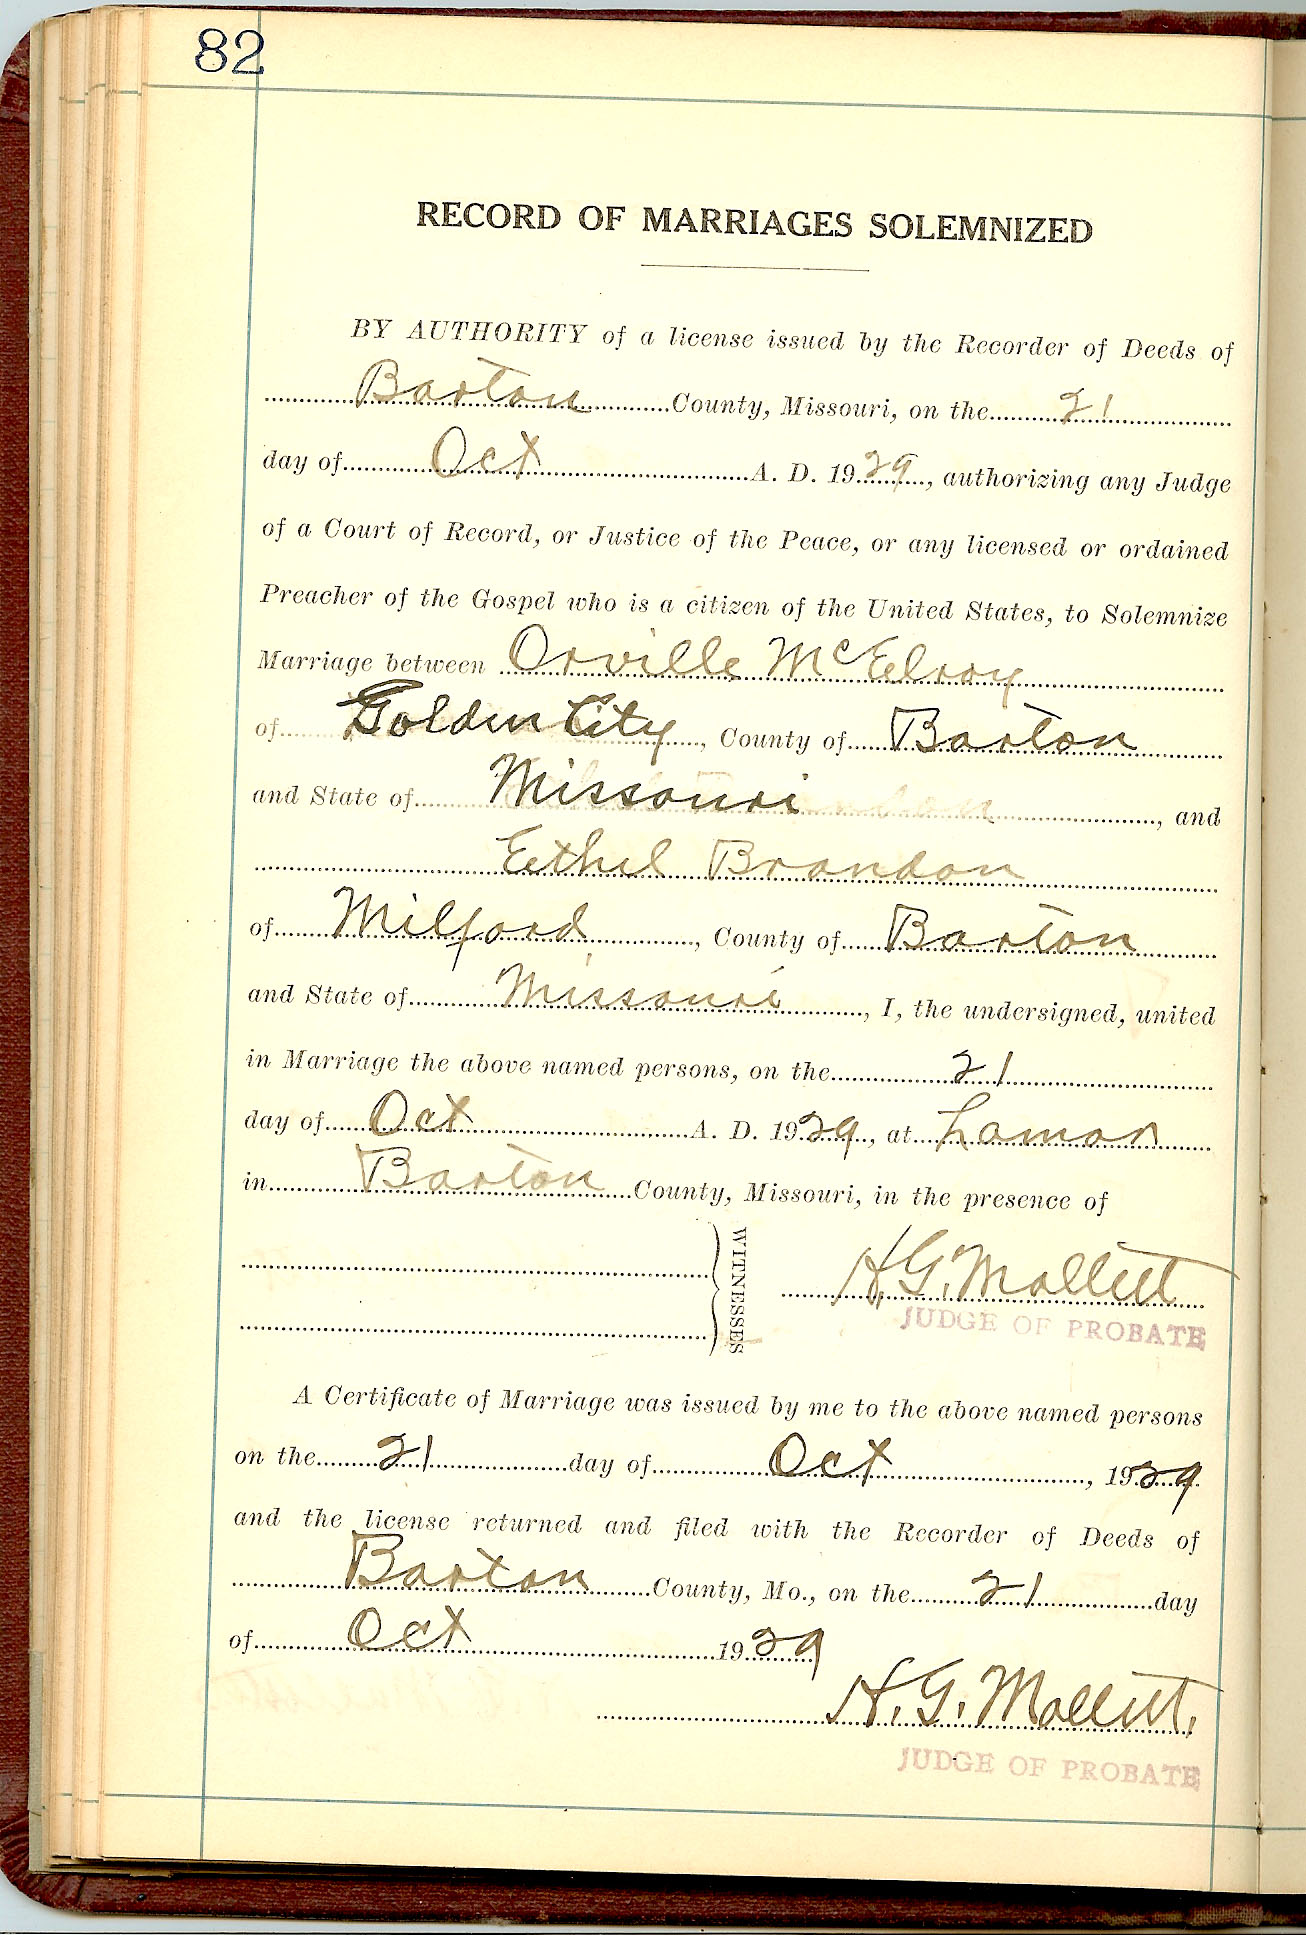 82
RECORD OF MARRIAGES SOLEMNIZED
BY AUTHORITY of a license issued by the Recorder of Deeds of
Barton County, Missouri, on the 21
day of Oct A. D. 1929, authorizing any Judge
of a Court of Record, or Justice of the Peace, or any licensed or ordained
Preacher of the Gospel who is a citizen of the United States, to Solemnize
Marriage between Orville McElroy
of Golden City, County of Barton
and State of Missouri, and
Eethel Brandon
of Milford, County of Barton
and State of Missouri, I, the undersigned, united
in Marriage the above named persons, on the 21
day of Oct A. D. 1929, at Lamar
in Barton County, Missouri, in the presence of
WITNESSES
H. G. Mollitt
JUDGE OF PROBATE
A Certificate of Marriage was issued by me to the above named persons
on the 21 day of Oct, 1929
and the license returned and filed with the Recorder of Deeds of
Barton County, Mo., on the 21 day
of Oct 1929
H. G. Mollitt.
JUDGE OF PROBATE